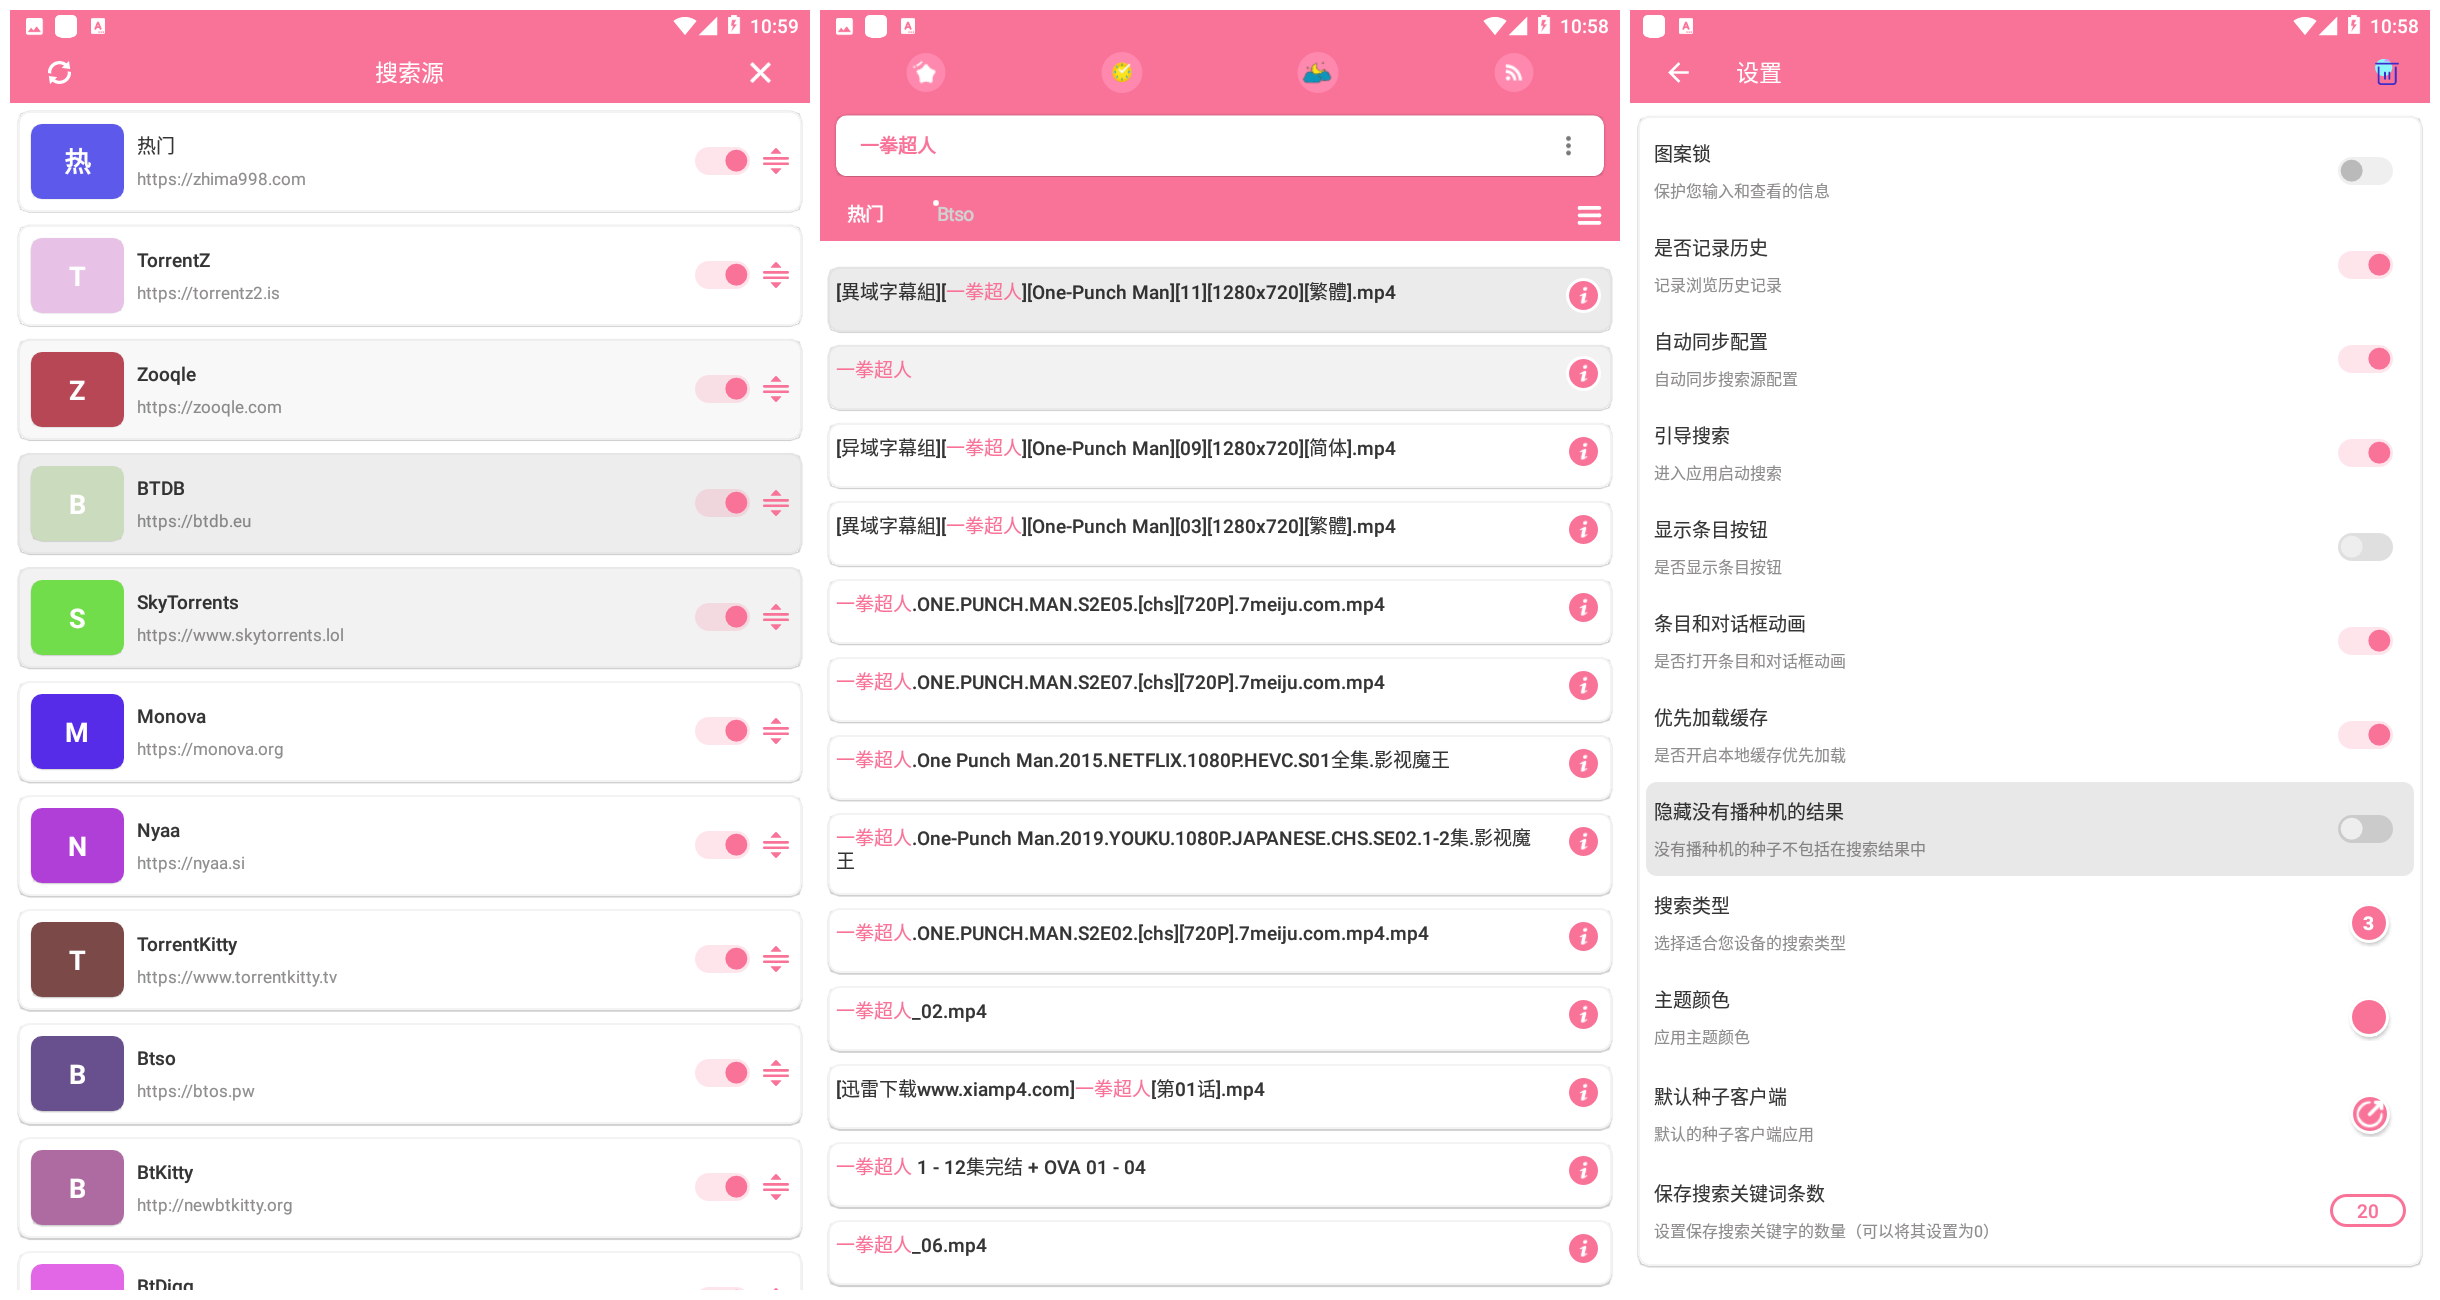 10:59
搜索源
热
热门
https://zhima998.com
T
TorrentZ
https://torrentz2.is
Z
Zooqle
https://zooqle.com
B
BTDB
https://btdb.eu
S
SkyTorrents
https://www.skytorrents.lol
M
Monova
https://monova.org
N
Nyaa
https://nyaa.si
T
TorrentKitty
https://www.torrentkitty.tv
B
Btso
https://btos.pw
B
BtKitty
http://newbtkitty.org
BtDigg
10:58
一拳超人
热门 Btso
[異域字幕組][一拳超人][One-Punch Man][11][1280x720][繁體].mp4
一拳超人
[异域字幕组][一拳超人][One-Punch Man][09][1280x720][简体].mp4
[異域字幕組][一拳超人][One-Punch Man][03][1280x720][繁體].mp4
一拳超人.ONE.PUNCH.MAN.S2E05.[chs][720P].7meiju.com.mp4
一拳超人.ONE.PUNCH.MAN.S2E07.[chs][720P].7meiju.com.mp4
一拳超人.One Punch Man.2015.NETFLIX.1080P.HEVC.S01全集.影视魔王
一拳超人.One-Punch Man.2019.YOUKU.1080P.JAPANESE.CHS.SE02.1-2集.影视魔
王
一拳超人.ONE.PUNCH.MAN.S2E02.[chs][720P].7meiju.com.mp4.mp4
一拳超人_02.mp4
[迅雷下载www.xiamp4.com]一拳超人[第01话].mp4
一拳超人 1 - 12集完结 + OVA 01 - 04
一拳超人_06.mp4
10:58
设置
图案锁
保护您输入和查看的信息
是否记录历史
记录浏览历史记录
自动同步配置
自动同步搜索源配置
引导搜索
进入应用启动搜索
显示条目按钮
是否显示条目按钮
条目和对话框动画
是否打开条目和对话框动画
优先加载缓存
是否开启本地缓存优先加载
隐藏没有播种机的结果
没有播种机的种子不包括在搜索结果中
搜索类型
选择适合您设备的搜索类型
3
主题颜色
应用主题颜色
默认种子客户端
默认的种子客户端应用
保存搜索关键词条数
设置保存搜索关键字的数量（可以将其设置为0）
20